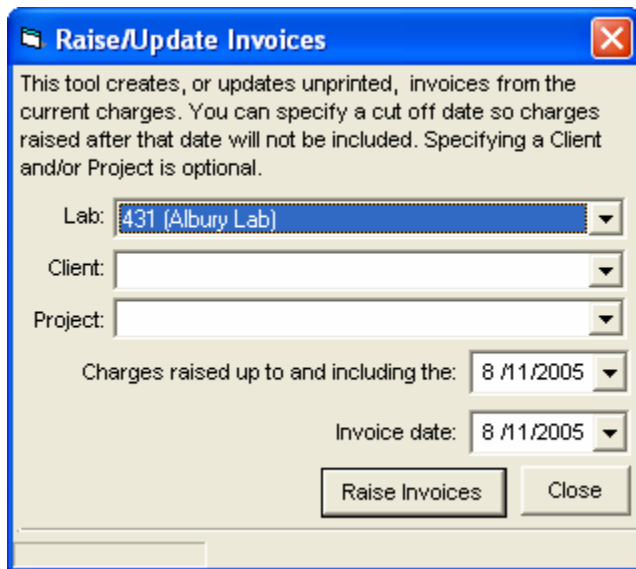 Raise/Update Invoices
This tool creates, or updates unprinted, invoices from the
current charges. You can specify a cut off date so charges
raised after that date will not be included. Specifying a Client
and/or Project is optional.
Lab: 431 (Albury Lab)
Client:
Project:
Charges raised up to and including the: 8 /11/2005
Invoice date: 8 /11/2005
Raise Invoices Close